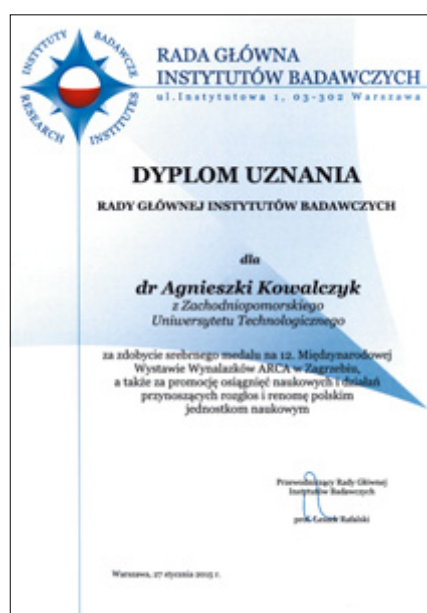 INSTYTUTY BADAWCZE
RESEARCH INSTITUTES
RADA GŁÓWNA
INSTYTUTÓW BADAWCZYCH
ul.Instytutowa 1, 03-302 Warszawa
DYPLOM UZNANIA
RADY GŁÓWNEJ INSTYTUTÓW BADAWCZYCH
dla
dr Agnieszki Kowalczyk
z Zachodniopomorskiego
Uniwersytetu Technologicznego
za zdobycie srebrnego medalu na 12. Międzynarodowej
Wystawie Wynalazków ARCA w Zagrzebiu,
a także za promocję osiągnięć naukowych i działań
przynoszących rozgłos i renomę polskim
jednostkom naukowym
Przewodniczący Rady Głównej
Instytutów Badawczych
prof. Leszek Rafalski
Warszawa, 27 stycznia 2015 r.